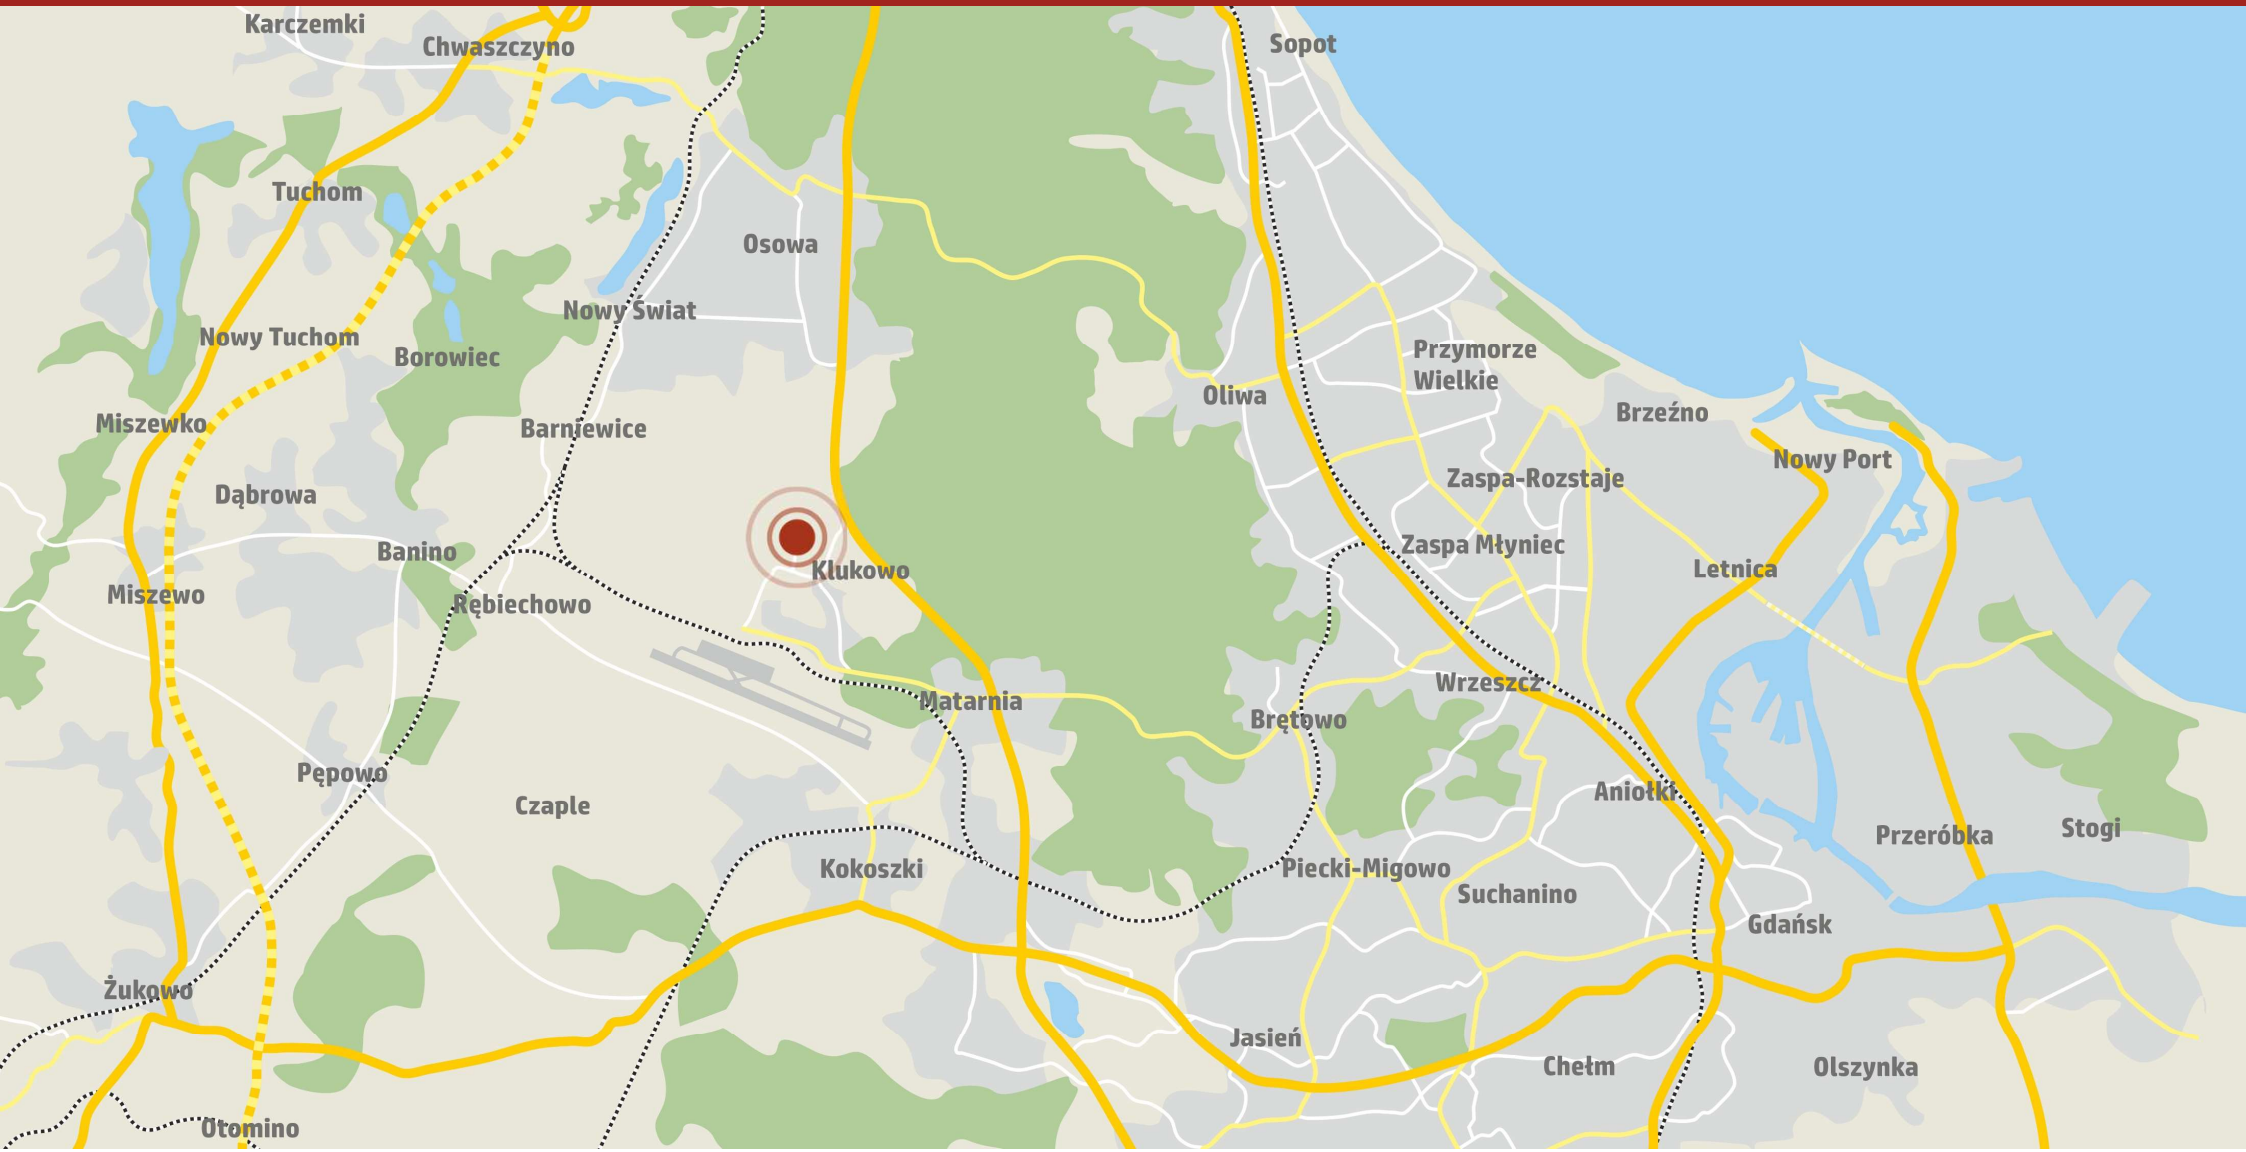 Karczemki
Chwaszczyno
Sopot
Tuchom
Osowa
Nowy Świat
Nowy Tuchom
Borowiec
Przymorze
Wielkie
Oliwa
Brzeźno
Miszewko
Barniewice
Nowy Port
Zaspa-Rozstaje
Dąbrowa
Zaspa Młyniec
Banino
Letnica
Klukowo
Miszewo
Rębiechowo
Wrzeszcz
Matarnia
Brętowo
Pępowo
Aniołki
Czaple
Stogi
Przeróbka
Kokoszki
Piecki-Migowo
Suchanino
Gdańsk
Żukowo
Jasień
Chełm
Olszynka
Otomino